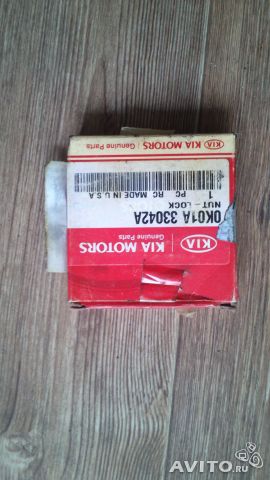 KIA MOTORS Genuine Parts
1 PC RC MADE IN U S A
NUT-LOCK
0K01A 33042A
KIA MOTORS
Genuine Parts
KIA
AVITO.ru